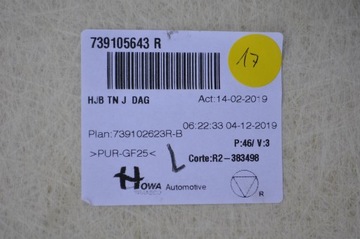 739105643 R
17
HJB TN J DAG
Act:14-02-2019
06:22:33 04-12-2019
Plan:739102623R-B
P:46/ V:3
>PUR-GF25<
L
Corte:R2-383498
HOWA Automotive
R